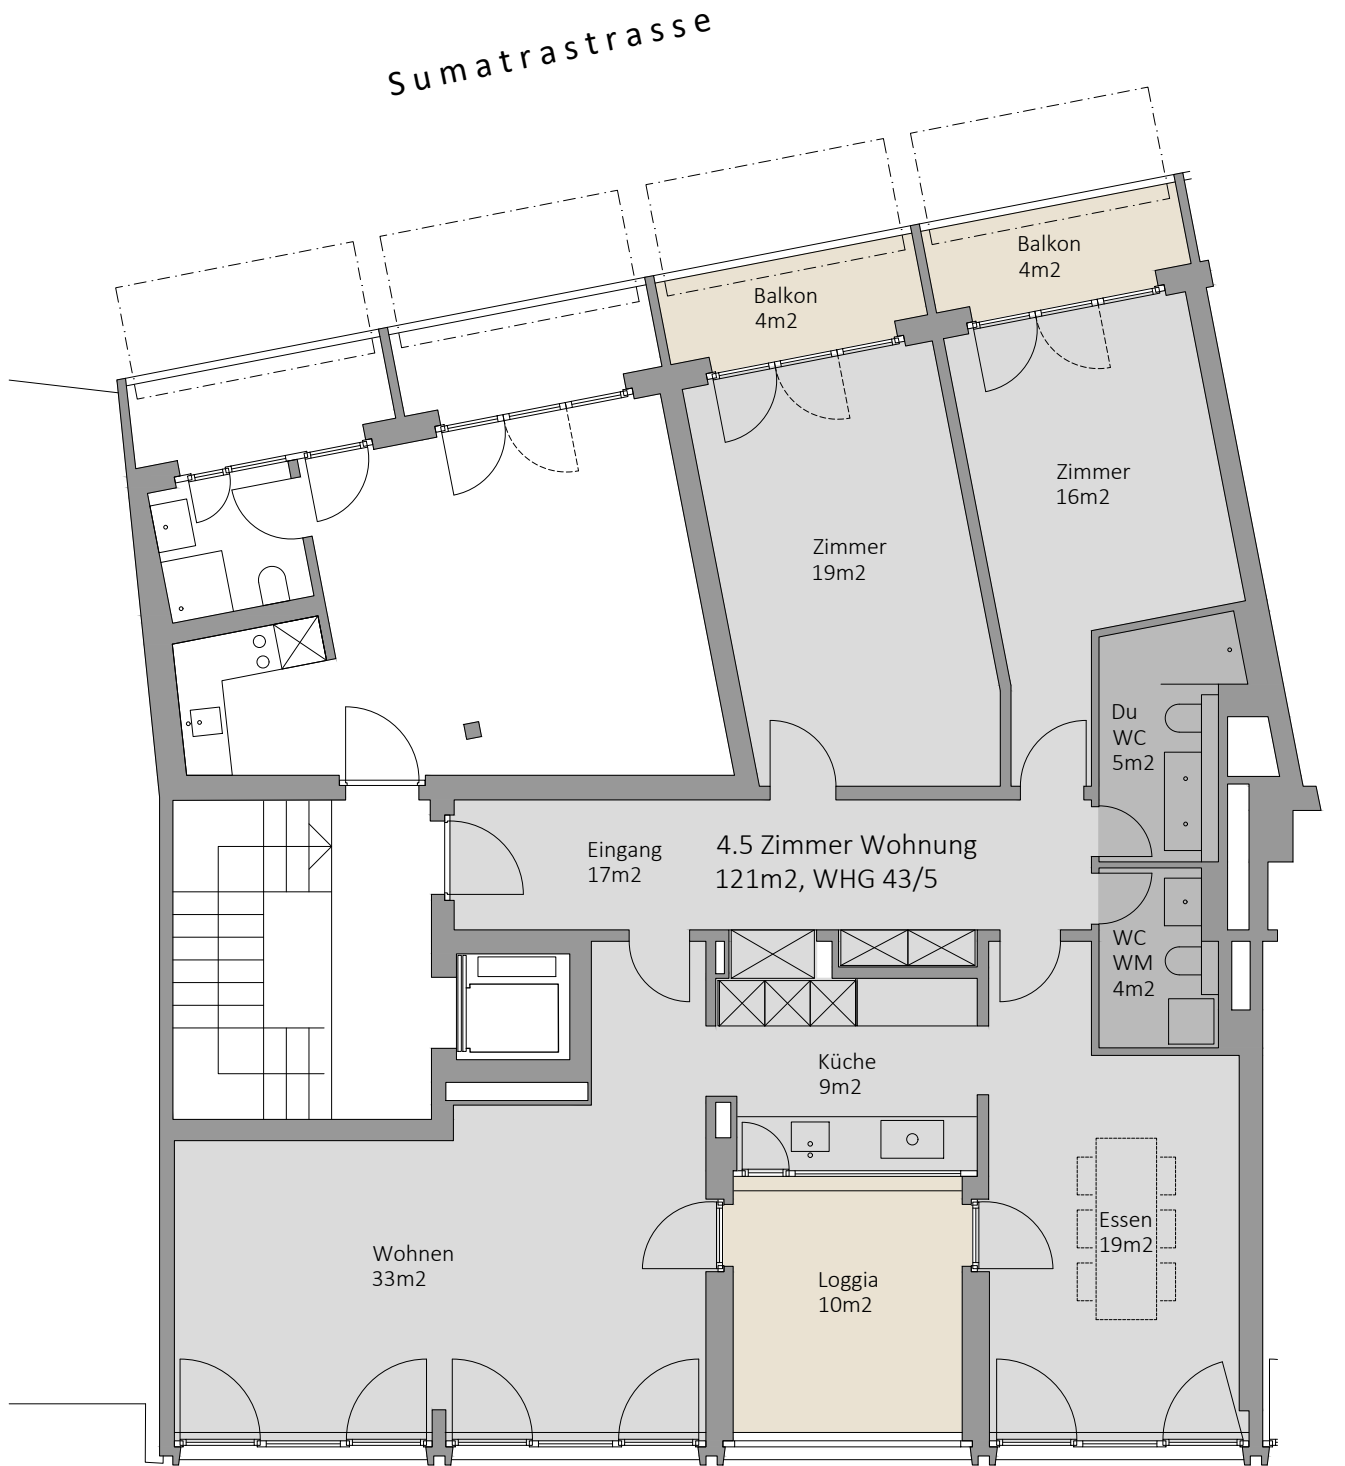 Sumatrastrasse
Balkon
4m2
Balkon
4m2
Zimmer
16m2
Zimmer
19m2
Du
WC
5m2
Eingang
17m2
4.5 Zimmer Wohnung
121m2, WHG 43/5
WC
WM
4m2
Küche
9m2
Essen
19m2
Wohnen
33m2
Loggia
10m2